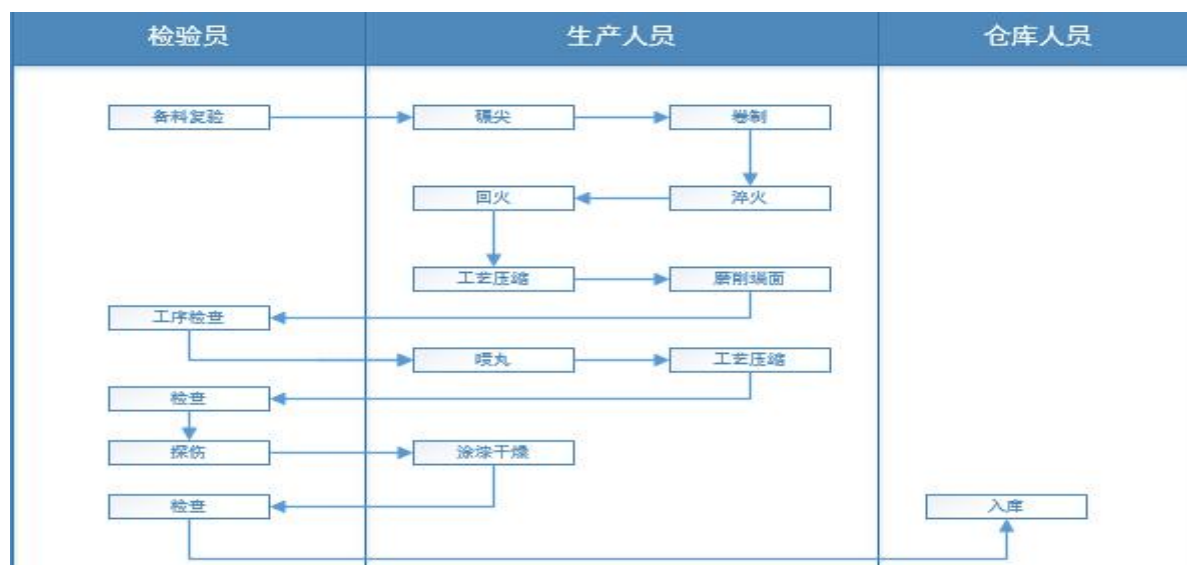 检验员 生产人员 仓库人员
备料复验 碾尖 卷制
回火 淬火
工艺压缩 磨削端面
工序检查
喷丸 工艺压缩
检查
探伤 涂漆干燥
检查 入库